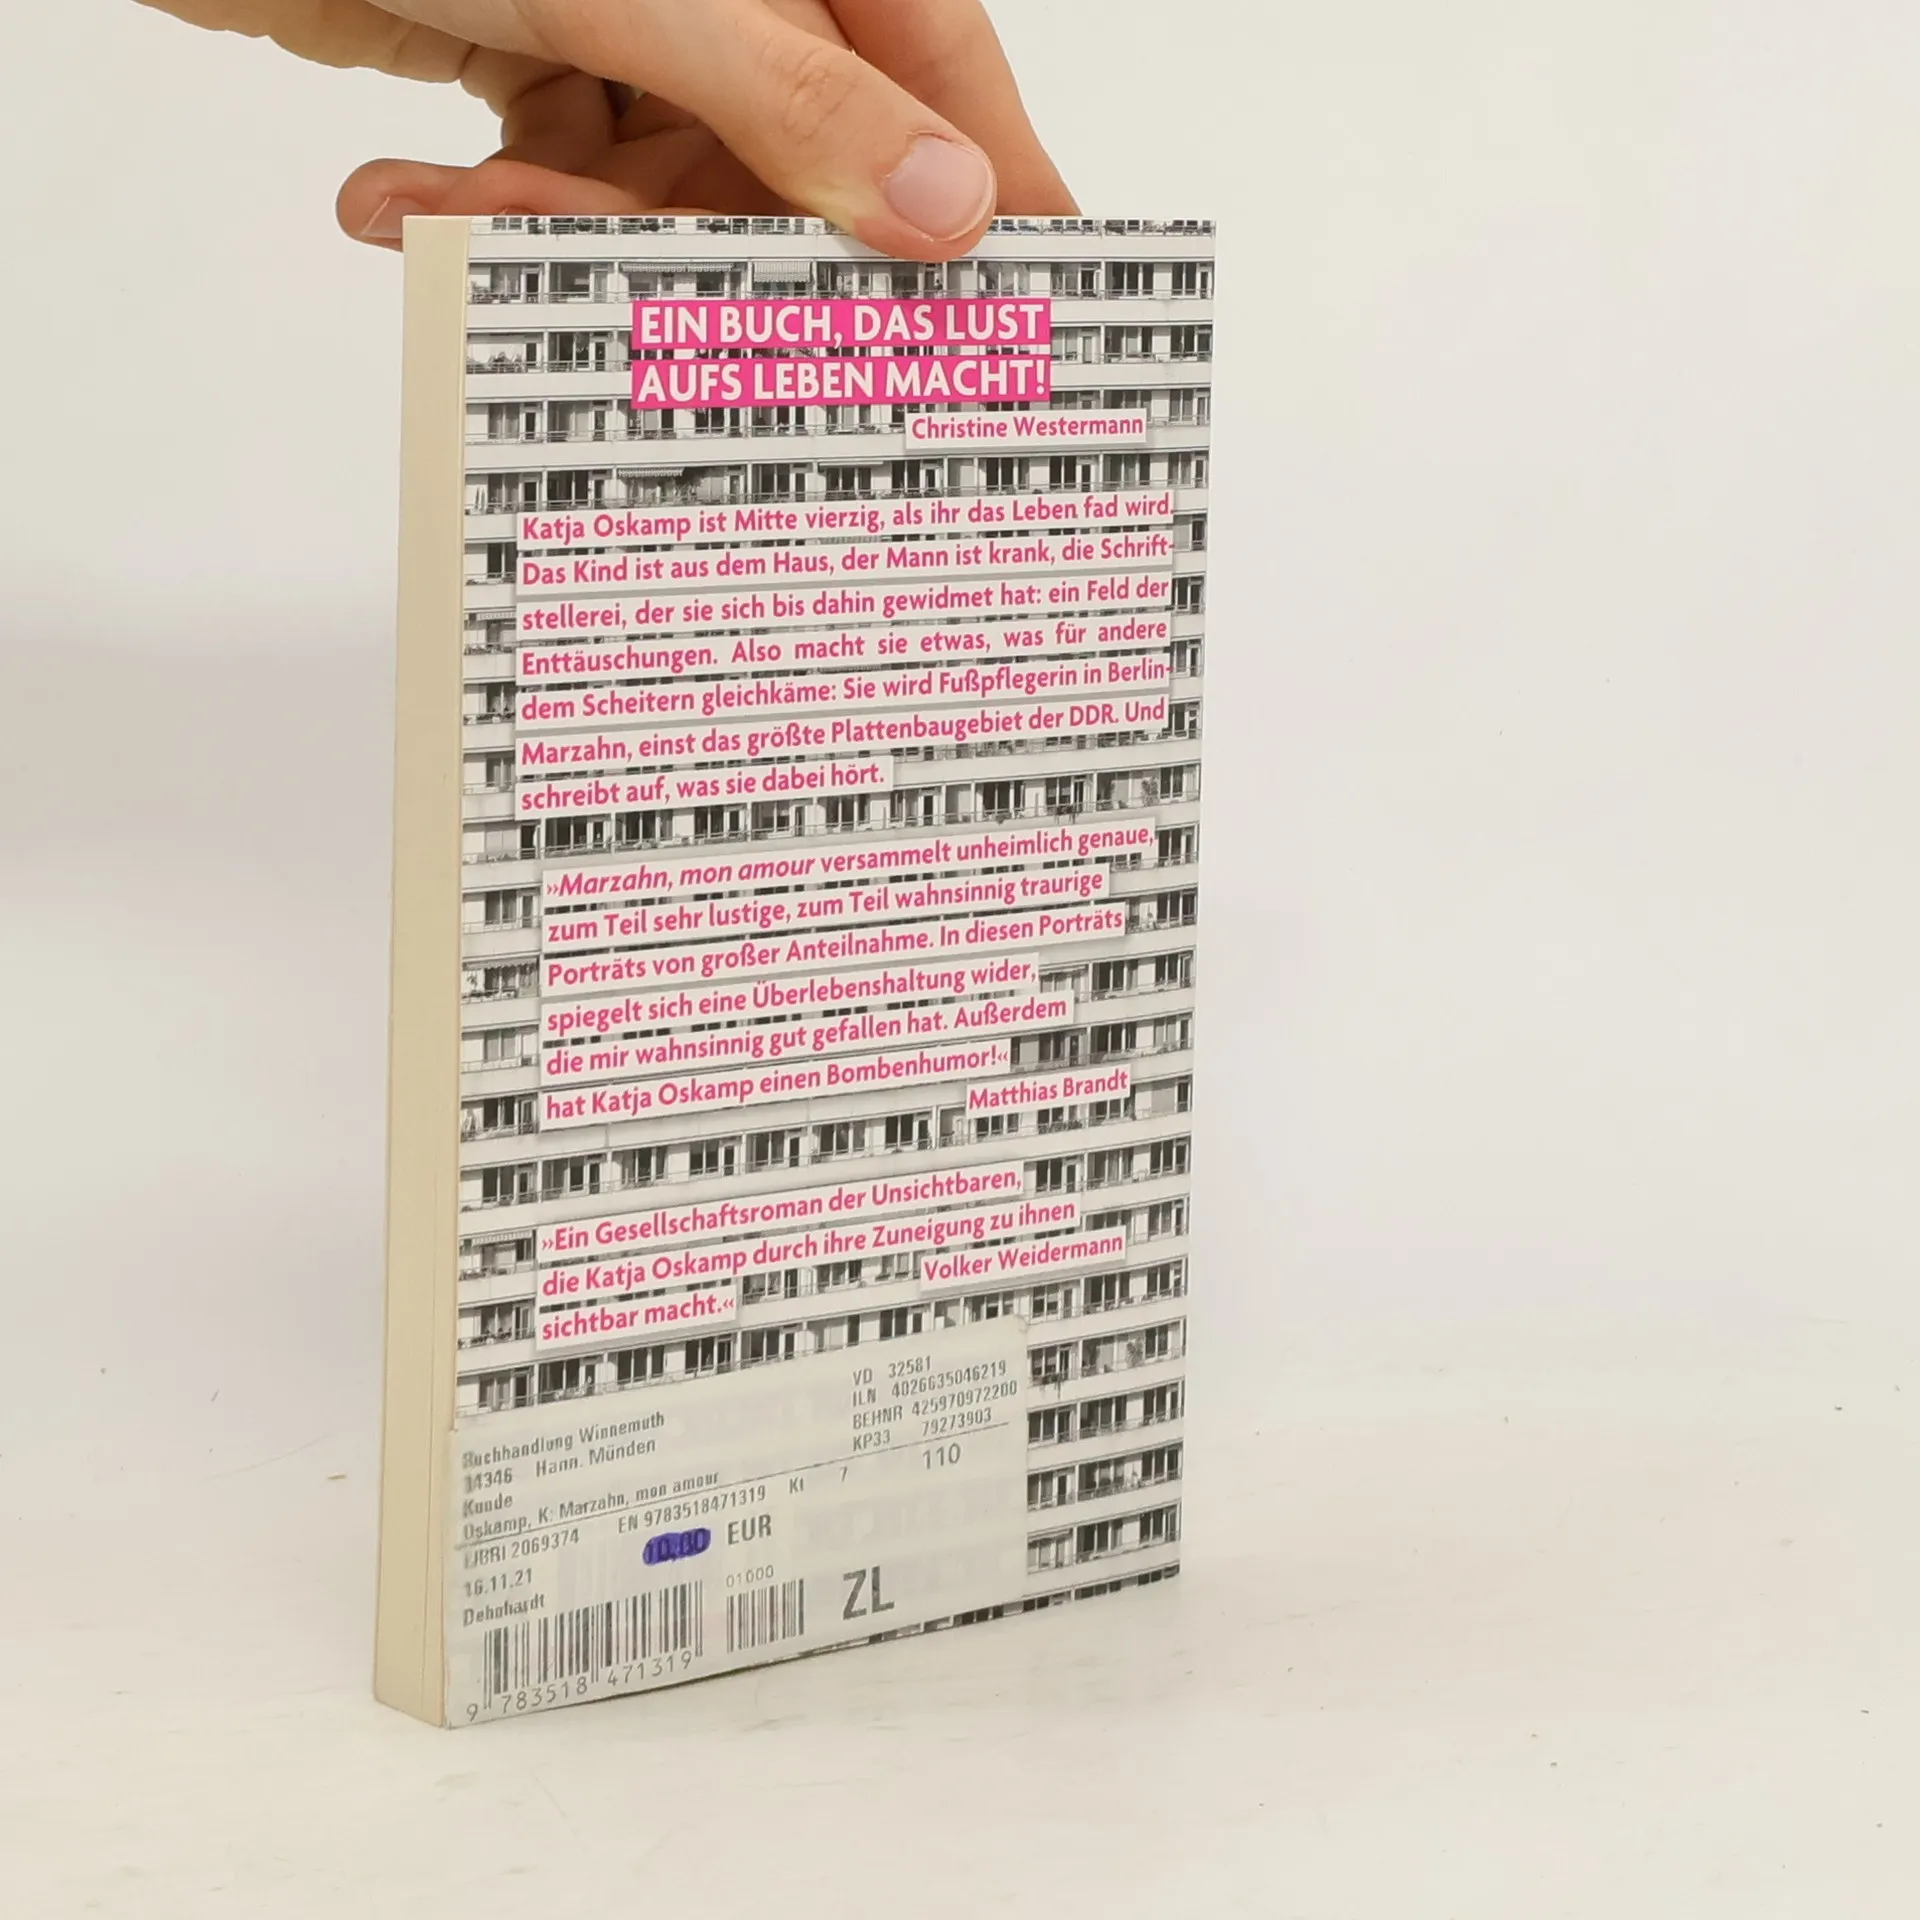 EIN BUCH, DAS LUST
AUFS LEBEN MACHT!
Christine Westermann
Katja Oskamp ist Mitte vierzig, als ihr das Leben fad wird.
Das Kind ist aus dem Haus, der Mann ist krank, die Schrift-
stellerei, der sie sich bis dahin gewidmet hat: ein Feld der
Enttäuschungen. Also macht sie etwas, was für andere
dem Scheitern gleichkäme: Sie wird Fußpflegerin in Berlin-
Marzahn, einst das größte Plattenbaugebiet der DDR. Und
schreibt auf, was sie dabei hört.
»Marzahn, mon amour versammelt unheimlich genaue,
zum Teil sehr lustige, zum Teil wahnsinnig traurige
Porträts von großer Anteilnahme. In diesen Porträts
spiegelt sich eine Überlebenshaltung wider,
die mir wahnsinnig gut gefallen hat. Außerdem
hat Katja Oskamp einen Bombenhumor!«
Matthias Brandt
»Ein Gesellschaftsroman der Unsichtbaren,
die Katja Oskamp durch ihre Zuneigung zu ihnen
sichtbar macht.«
Volker Weidermann
VD 32581
ILN 4026635046219
BEHNR 425970972200
KP33 79273903
Buchhandlung Winnemuth
34346 Hann. Münden
Kunde
110
Oskamp, K: Marzahn, mon amour
2069374 EN 9783518471319 Kt 7
10,00 EUR
16.11.21
Dehnhardt
01000
ZL
9 783518 471319